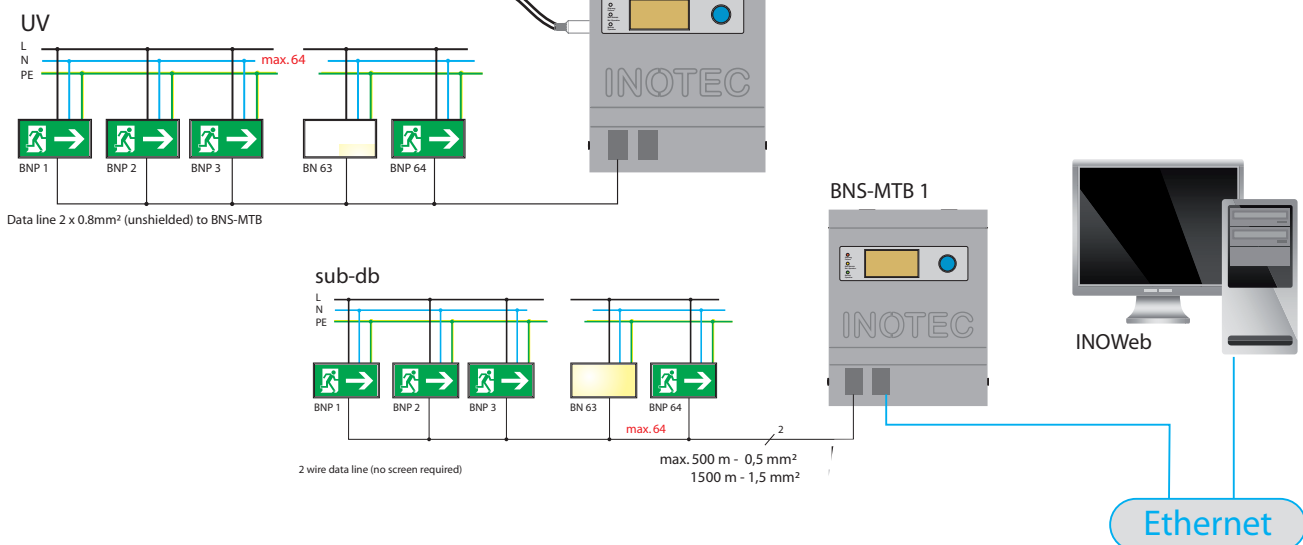 UV
L
N
PE
max. 64
BNP 1
BNP 2
BNP 3
BN 63
BNP 64
Data line 2 x 0.8mm² (unshielded) to BNS-MTB
INOTEC
sub-db
L
N
PE
BNP 1
BNP 2
BNP 3
BN 63
BNP 64
max. 64
2
2 wire data line (no screen required)
max. 500 m - 0,5 mm²
1500 m - 1,5 mm²
BNS-MTB 1
INOTEC
INOWeb
Ethernet